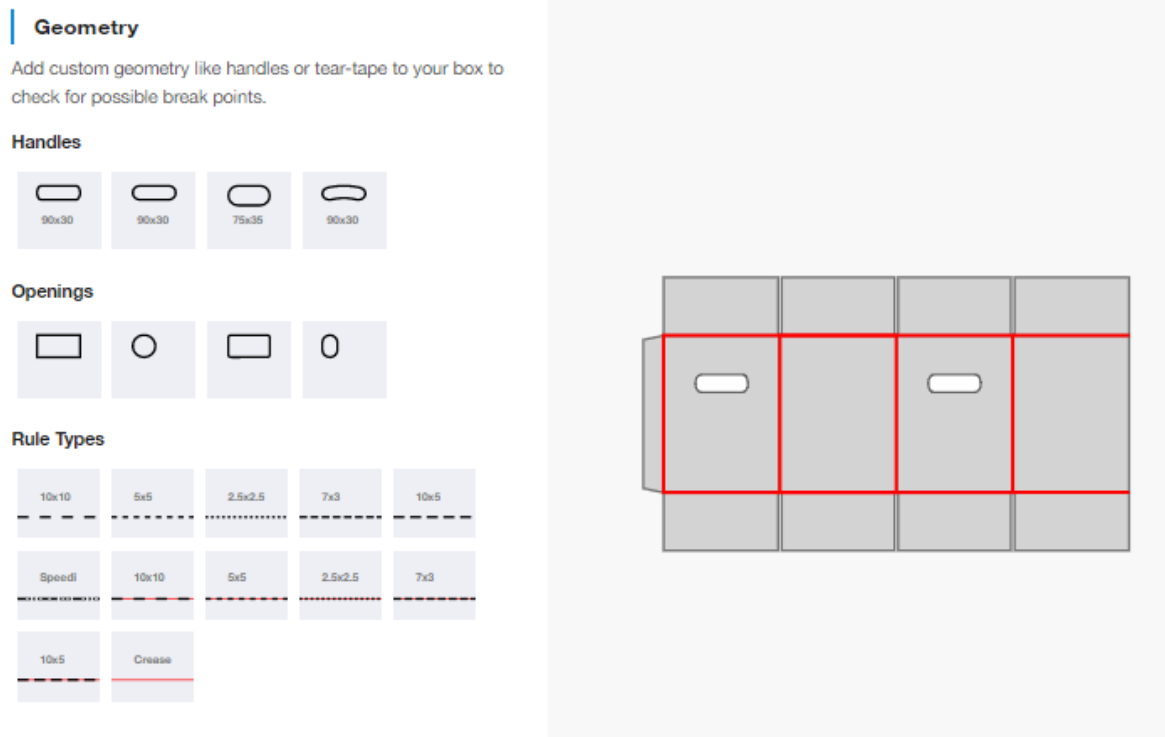 Geometry
Add custom geometry like handles or tear-tape to your box to
check for possible break points.
Handles
90x30 90x30 75x35 90x30
Openings
Rule Types
10x10 5x5 2.5x2.5 7x3 10x5
Speedi 10x10 5x5 2.5x2.5 7x3
10x5 Crease